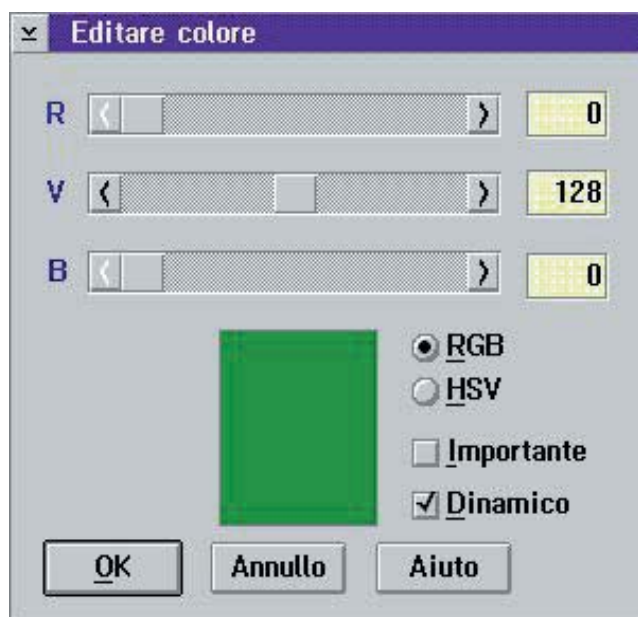 Editare colore
R 0
V 128
B 0
RGB
HSV
Importante
Dinamico
OK Annullo Aiuto